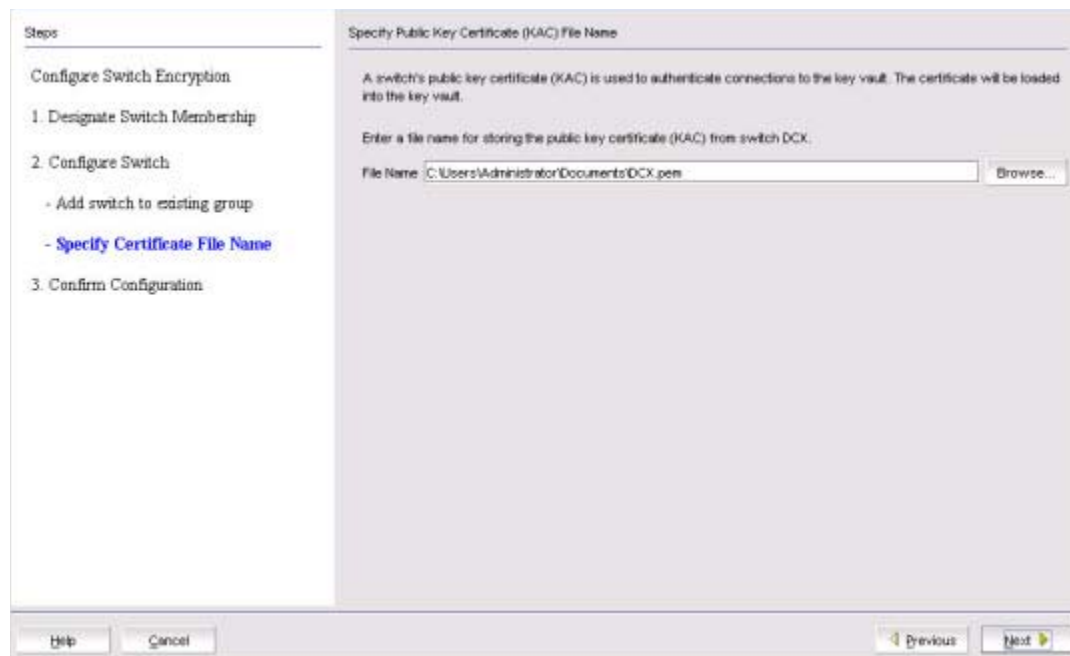 Steps
Configure Switch Encryption
1. Designate Switch Membership
2. Configure Switch
- Add switch to existing group
- Specify Certificate File Name
3. Confirm Configuration
Specify Public Key Certificate (KAC) File Name
A switch's public key certificate (KAC) is used to authenticate connections to the key vault. The certificate will be loaded
into the key vault.
Enter a file name for storing the public key certificate (KAC) from switch DCX.
File Name C:\Users\Administrator\Documents\DCX.pem Browse...
Help Cancel Previous Next